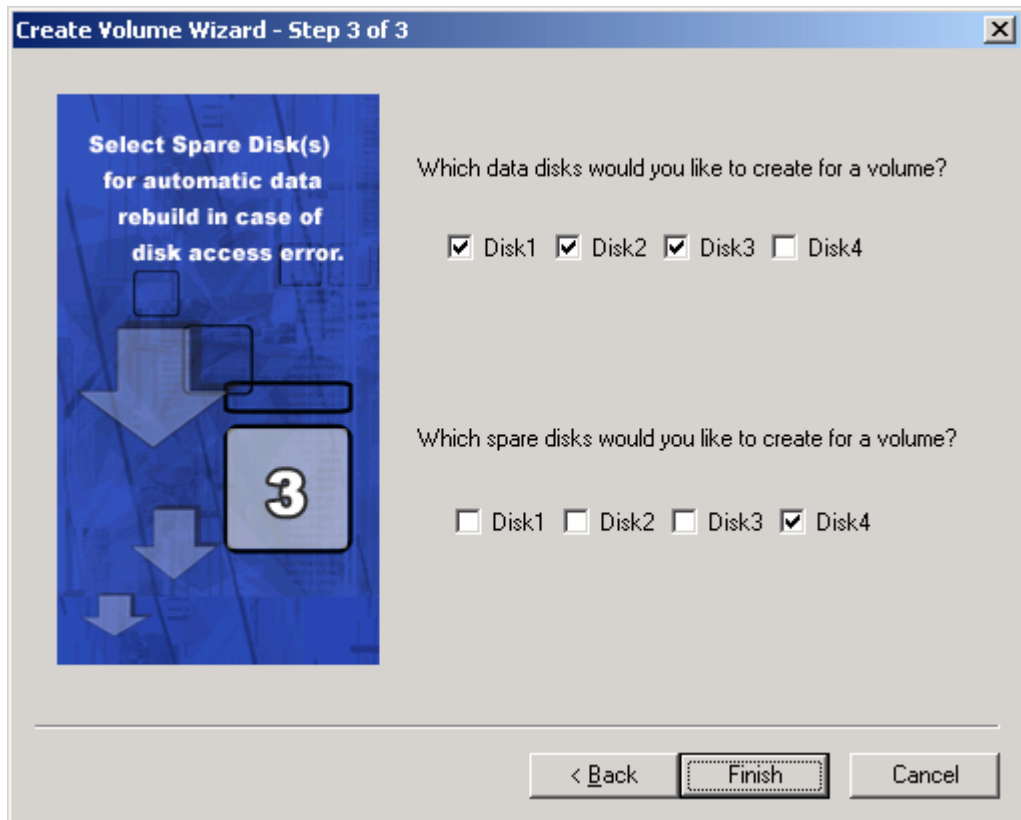 Create Volume Wizard - Step 3 of 3
Select Spare Disk(s)
for automatic data
rebuild in case of
disk access error.
3
Which data disks would you like to create for a volume?
Disk1 Disk2 Disk3 Disk4
Which spare disks would you like to create for a volume?
Disk1 Disk2 Disk3 Disk4
< Back Finish Cancel